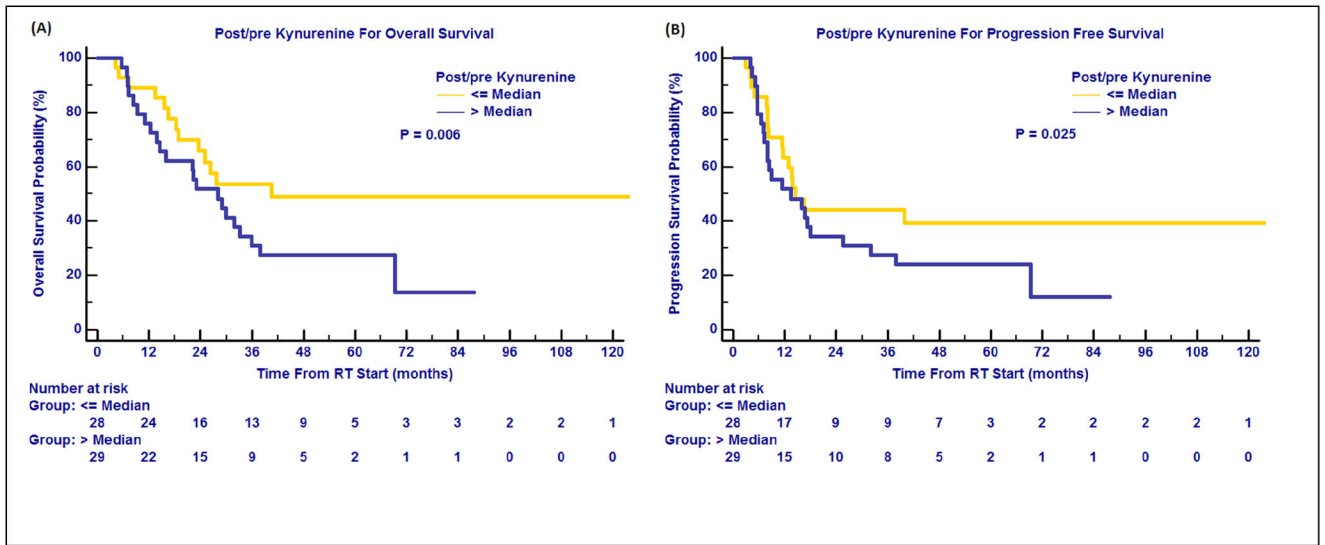 (A)
Post/pre Kynurenine For Overall Survival
Overall Survival Probability (%)
100
80
60
40
20
0
Post/pre Kynurenine
<= Median
> Median
P = 0.006
0 12 24 36 48 60 72 84 96 108 120
Time From RT Start (months)
Number at risk
Group: <= Median
28 24 16 13 9 5 3 3 2 2 1
Group: > Median
29 22 15 9 5 2 1 1 0 0 0
(B)
Post/pre Kynurenine For Progression Free Survival
Progression Survival Probability (%)
100
80
60
40
20
0
Post/pre Kynurenine
<= Median
> Median
P = 0.025
0 12 24 36 48 60 72 84 96 108 120
Time From RT Start (months)
Number at risk
Group: <= Median
28 17 9 9 7 3 2 2 2 2 1
Group: > Median
29 15 10 8 5 2 1 1 0 0 0